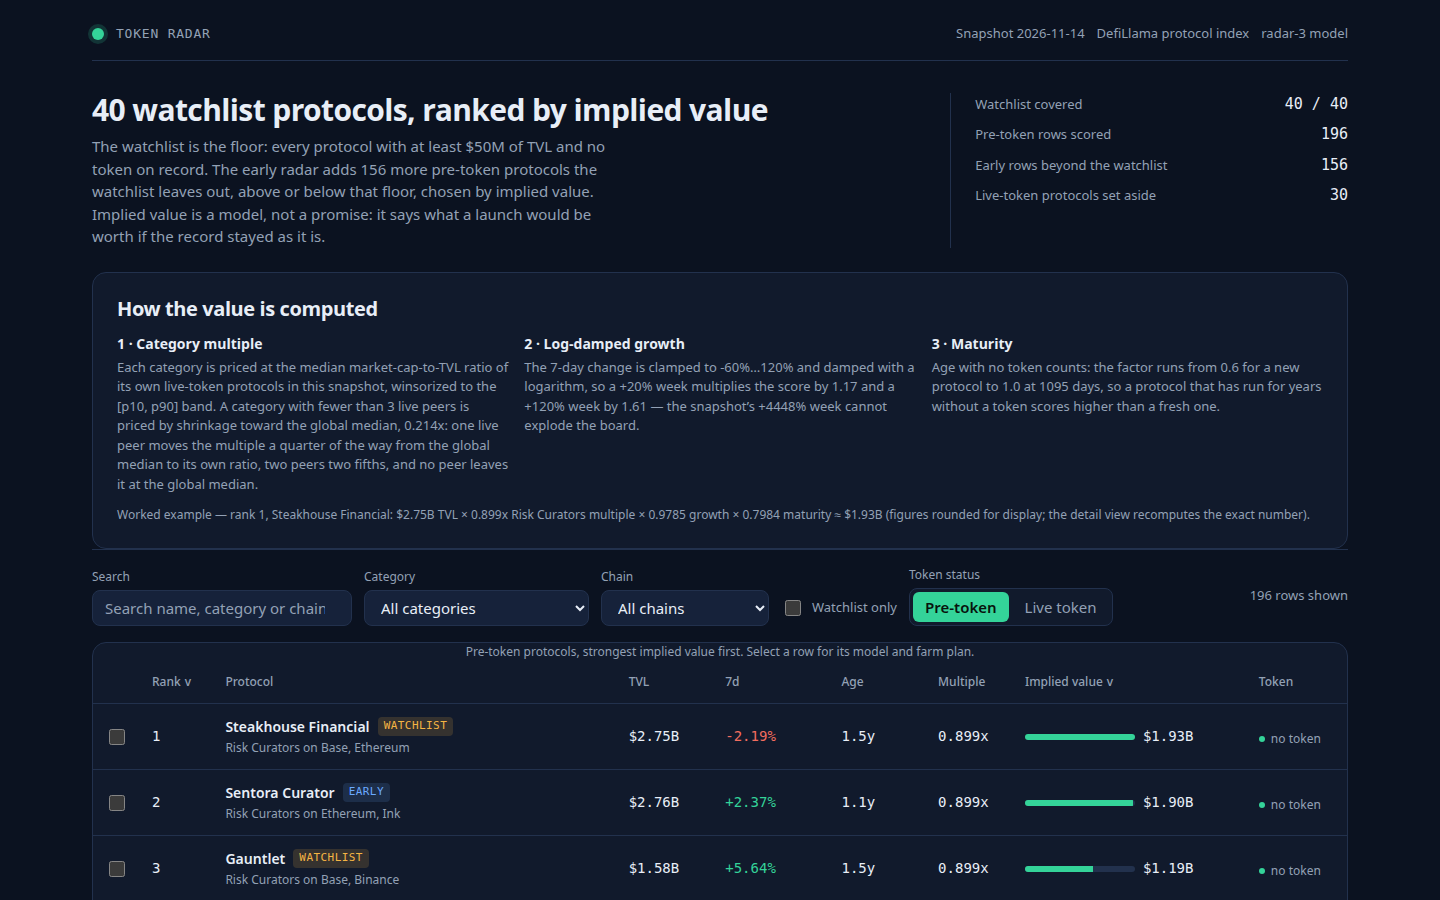 TOKEN RADAR
Snapshot 2026-11-14 DefiLlama protocol index radar-3 model
40 watchlist protocols, ranked by implied value
The watchlist is the floor: every protocol with at least $50M of TVL and no
token on record. The early radar adds 156 more pre-token protocols the
watchlist leaves out, above or below that floor, chosen by implied value.
Implied value is a model, not a promise: it says what a launch would be
worth if the record stayed as it is.
Watchlist covered 40 / 40
Pre-token rows scored 196
Early rows beyond the watchlist 156
Live-token protocols set aside 30
How the value is computed
1 · Category multiple
Each category is priced at the median market-cap-to-TVL ratio of
its own live-token protocols in this snapshot, winsorized to the
[p10, p90] band. A category with fewer than 3 live peers is
priced by shrinkage toward the global median, 0.214x: one live
peer moves the multiple a quarter of the way from the global
median to its own ratio, two peers two fifths, and no peer leaves
it at the global median.
2 · Log-damped growth
The 7-day change is clamped to -60%…120% and damped with a
logarithm, so a +20% week multiplies the score by 1.17 and a
+120% week by 1.61 — the snapshot's +4448% week cannot
explode the board.
3 · Maturity
Age with no token counts: the factor runs from 0.6 for a new
protocol to 1.0 at 1095 days, so a protocol that has run for years
without a token scores higher than a fresh one.
Worked example — rank 1, Steakhouse Financial: $2.75B TVL × 0.899x Risk Curators multiple × 0.9785 growth × 0.7984 maturity ≈ $1.93B (figures rounded for display; the detail view recomputes the exact number).
Search
Search name, category or chain
Category
All categories
Chain
All chains
Watchlist only
Token status
Pre-token Live token
196 rows shown
Pre-token protocols, strongest implied value first. Select a row for its model and farm plan.
Rank v Protocol TVL 7d Age Multiple Implied value v Token
1 Steakhouse Financial WATCHLIST $2.75B -2.19% 1.5y 0.899x $1.93B no token
Risk Curators on Base, Ethereum
2 Sentora Curator EARLY $2.76B +2.37% 1.1y 0.899x $1.90B no token
Risk Curators on Ethereum, Ink
3 Gauntlet WATCHLIST $1.58B +5.64% 1.5y 0.899x $1.19B no token
Risk Curators on Base, Binance